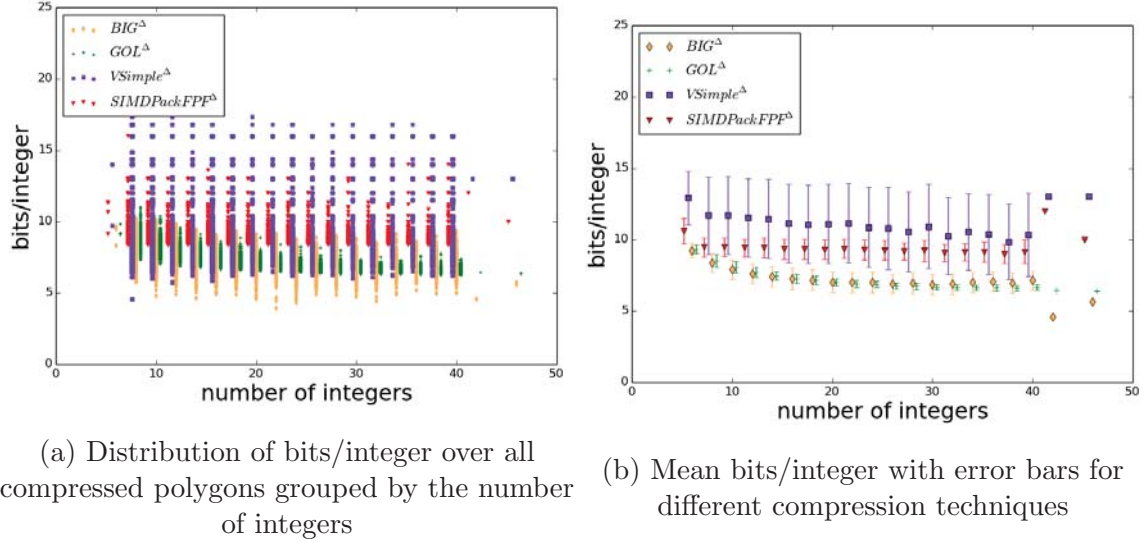 25
20
15
10
5
0
bits/integer
BIG^Δ
GOL^Δ
VSimple^Δ
SIMDPackFPF^Δ
0 10 20 30 40 50
number of integers
(a) Distribution of bits/integer over all
compressed polygons grouped by the number
of integers
25
20
15
10
5
0
bits/integer
BIG^Δ
GOL^Δ
VSimple^Δ
SIMDPackFPF^Δ
0 10 20 30 40 50
number of integers
(b) Mean bits/integer with error bars for
different compression techniques